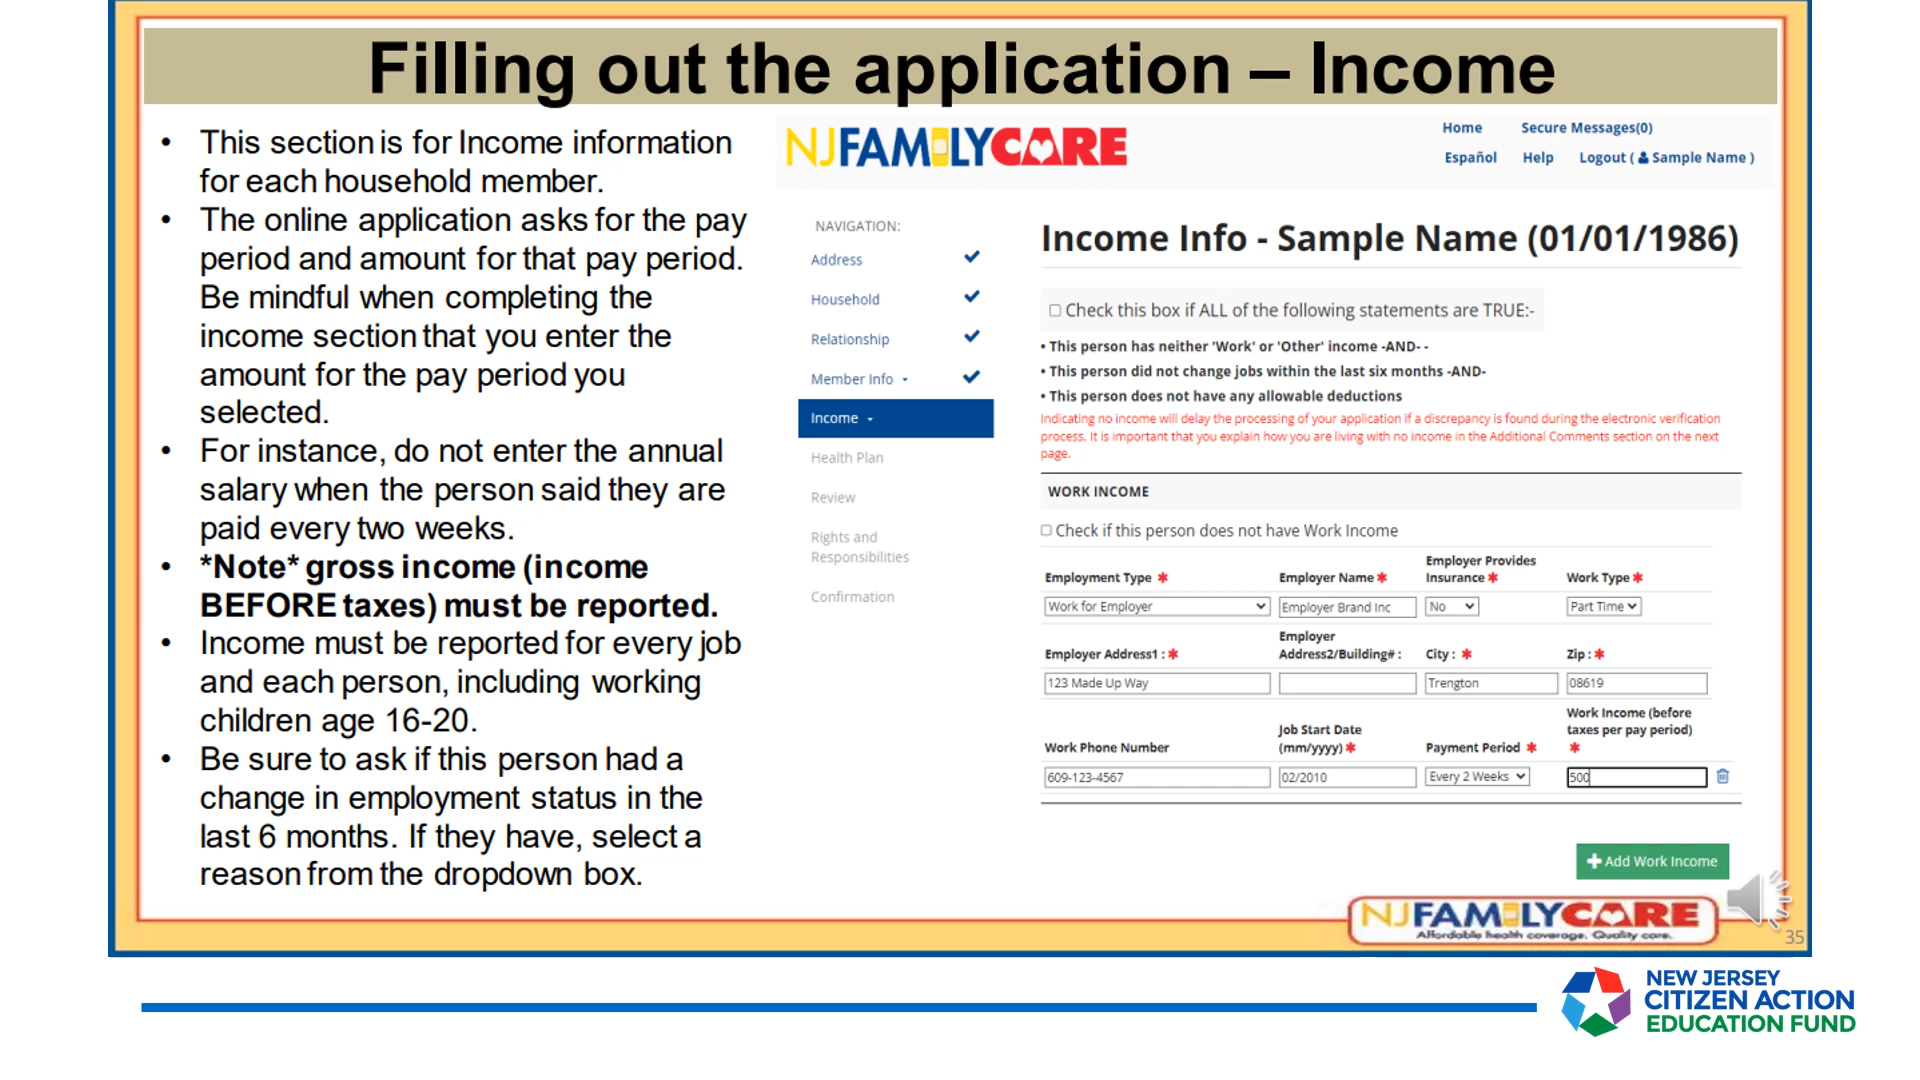 Filling out the application – Income
• This section is for Income information
for each household member.
• The online application asks for the pay
period and amount for that pay period.
Be mindful when completing the
income section that you enter the
amount for the pay period you
selected.
• For instance, do not enter the annual
salary when the person said they are
paid every two weeks.
• *Note* gross income (income
BEFORE taxes) must be reported.
• Income must be reported for every job
and each person, including working
children age 16-20.
• Be sure to ask if this person had a
change in employment status in the
last 6 months. If they have, select a
reason from the dropdown box.
NJFAMILYCARE
Home Secure Messages(0)
Español Help Logout ( Sample Name )
NAVIGATION:
Address
Household
Relationship
Member Info
Income
Health Plan
Review
Rights and
Responsibilities
Confirmation
Income Info - Sample Name (01/01/1986)
Check this box if ALL of the following statements are TRUE:-
• This person has neither 'Work' or 'Other' income -AND- -
• This person did not change jobs within the last six months -AND-
• This person does not have any allowable deductions
Indicating no income will delay the processing of your application if a discrepancy is found during the electronic verification
process. It is important that you explain how you are living with no income in the Additional Comments section on the next
page.
WORK INCOME
Check if this person does not have Work Income
Employment Type * Employer Name * Employer Provides Insurance * Work Type *
Work for Employer Employer Brand Inc No Part Time
Employer Address1 : * Employer Address2/Building# : City : * Zip : *
123 Made Up Way Trengton 08619
Work Phone Number Job Start Date (mm/yyyy) * Payment Period * Work Income (before taxes per pay period) *
609-123-4567 02/2010 Every 2 Weeks 500
+ Add Work Income
NJFAMILYCARE
Affordable health coverage. Quality care.
35
NEW JERSEY
CITIZEN ACTION
EDUCATION FUND